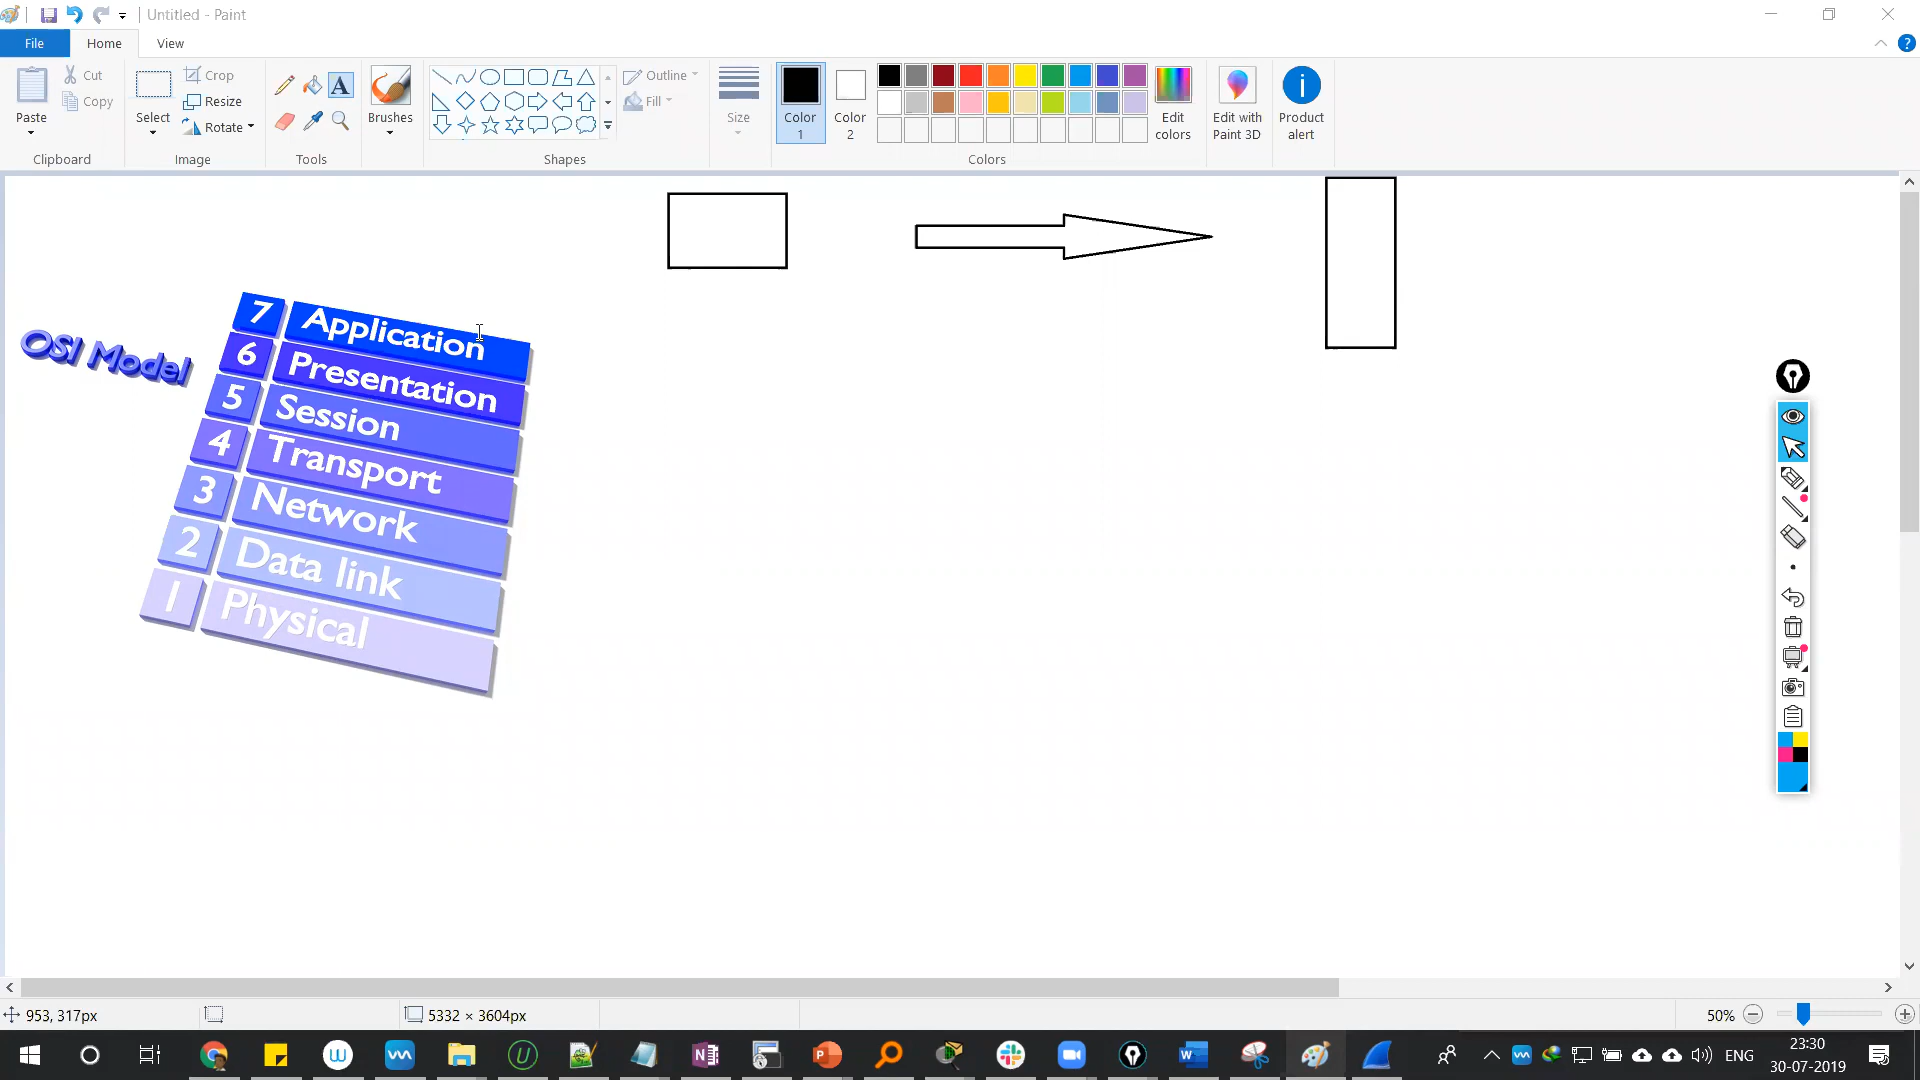 Untitled - Paint
File
Home
View
Paste
Cut
Copy
Clipboard
Select
Crop
Resize
Rotate
Image
A
Tools
Brushes
Outline
Fill
Shapes
Size
Color
1
Color
2
Edit
colors
Colors
Edit with
Paint 3D
Product
alert
OSI Model
7 Application
6 Presentation
5 Session
4 Transport
3 Network
2 Data link
1 Physical
953, 317px
5332 × 3604px
50%
ENG
23:30
30-07-2019